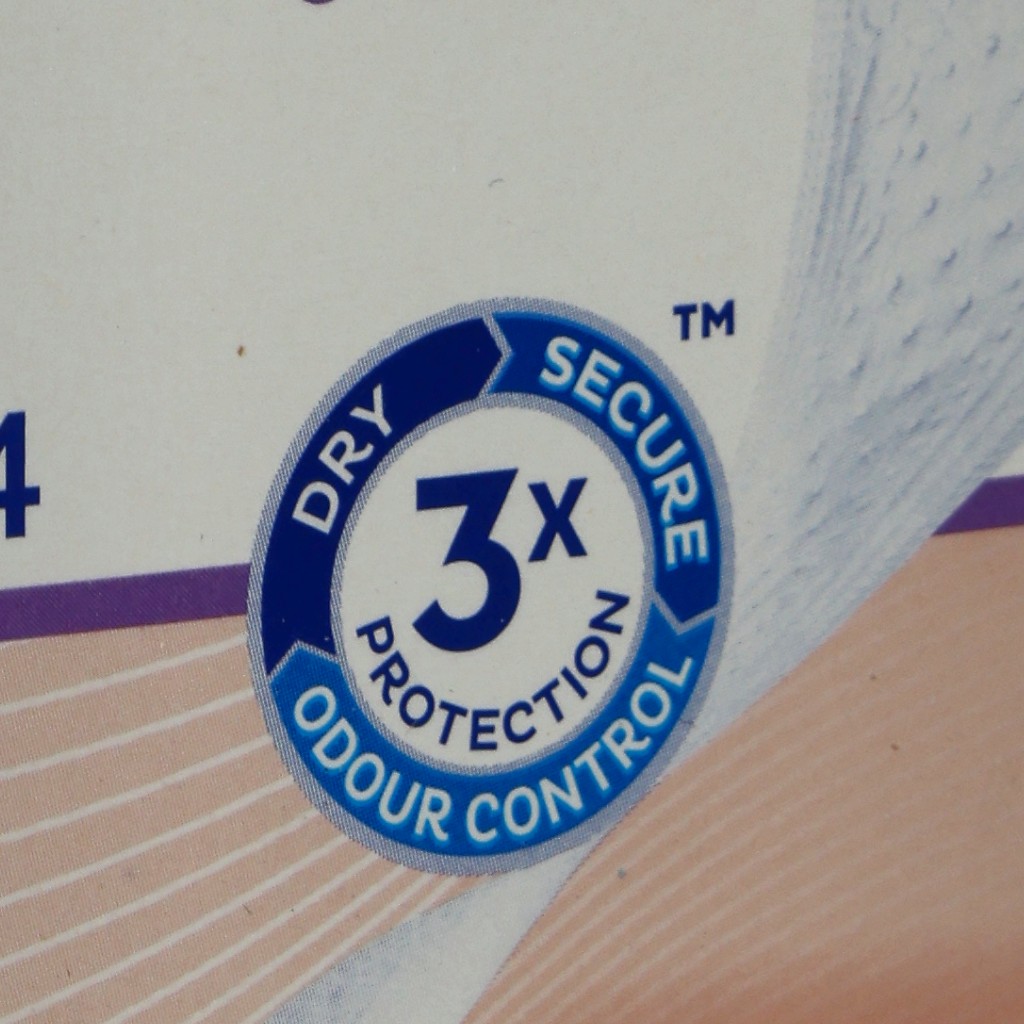 TM
DRY
SECURE
3X
PROTECTION
ODOUR CONTROL
4